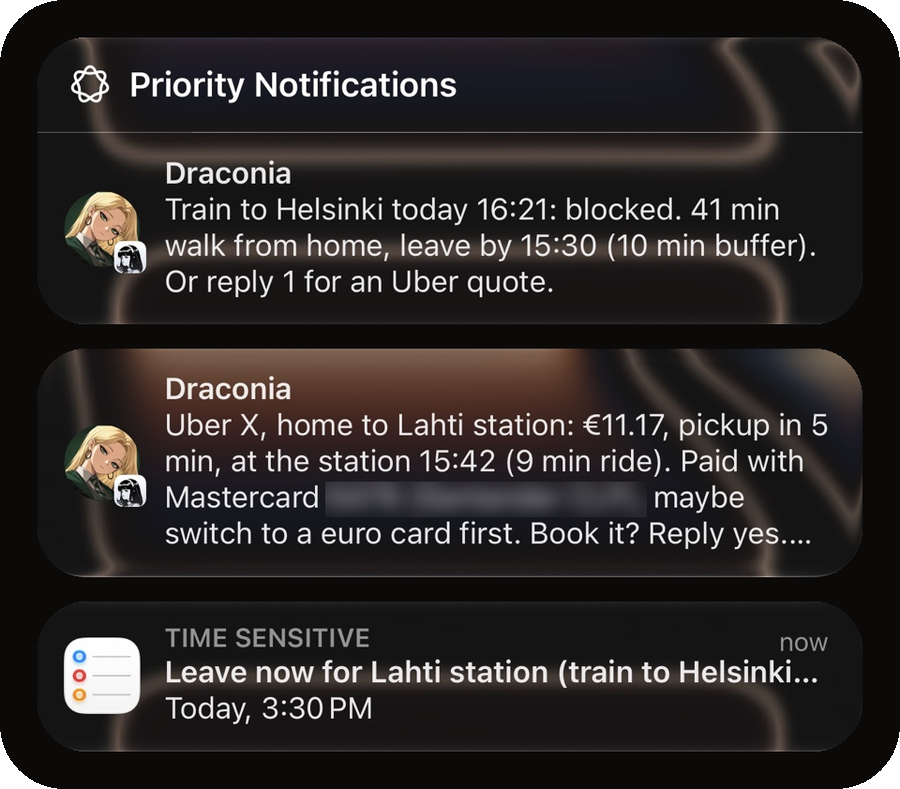 Priority Notifications
Draconia
Train to Helsinki today 16:21: blocked. 41 min
walk from home, leave by 15:30 (10 min buffer).
Or reply 1 for an Uber quote.
Draconia
Uber X, home to Lahti station: €11.17, pickup in 5
min, at the station 15:42 (9 min ride). Paid with
Mastercard maybe
switch to a euro card first. Book it? Reply yes....
TIME SENSITIVE
now
Leave now for Lahti station (train to Helsinki...
Today, 3:30 PM